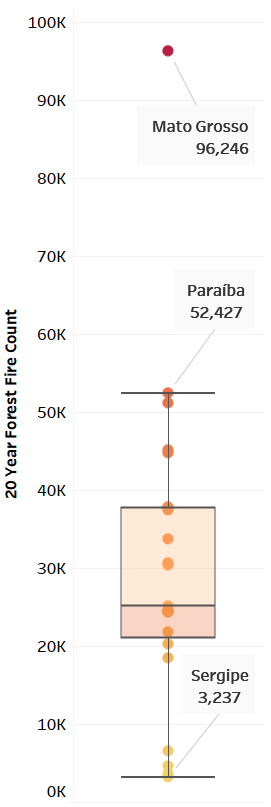 100K
Mato Grosso
96,246
90K
80K
70K
Paraíba
52,427
60K
50K
40K
30K
20K
Sergipe
3,237
10K
0K
20 Year Forest Fire Count